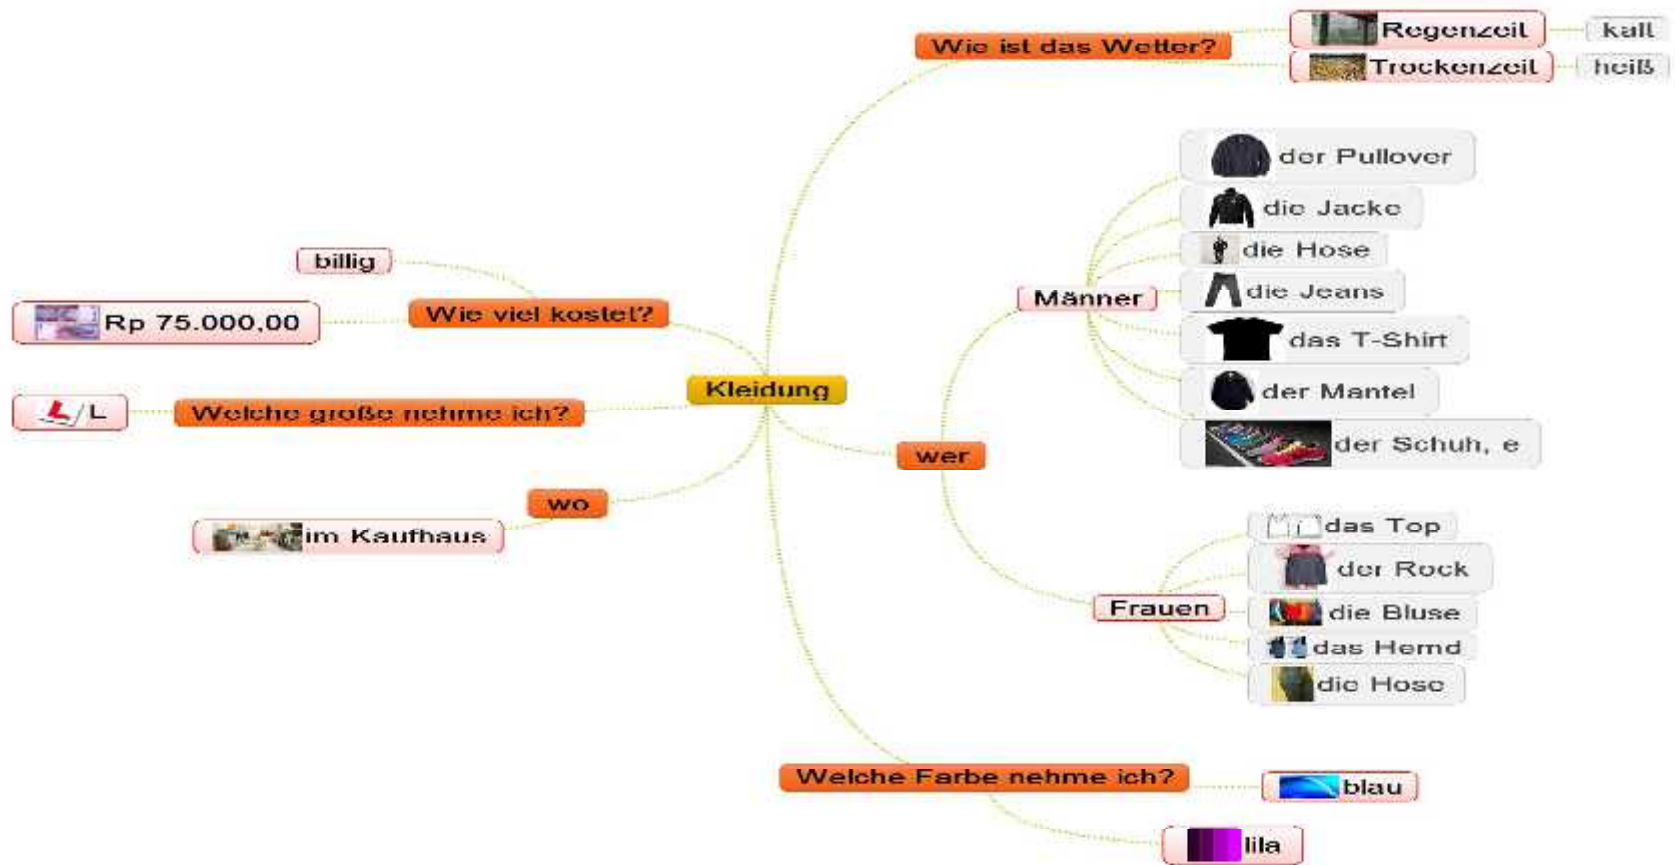 Wie ist das Wetter?
Regenzeit
kalt
Trockenzeit
heiß
der Pullover
die Jacke
die Hose
die Jeans
das T-Shirt
der Mantel
der Schuh, e
Männer
billig
Wie viel kostet?
Rp 75.000,00
Kleidung
Welche große nehme ich?
L
wer
wo
im Kaufhaus
Frauen
das Top
der Rock
die Bluse
das Hemd
die Hose
Welche Farbe nehme ich?
blau
lila